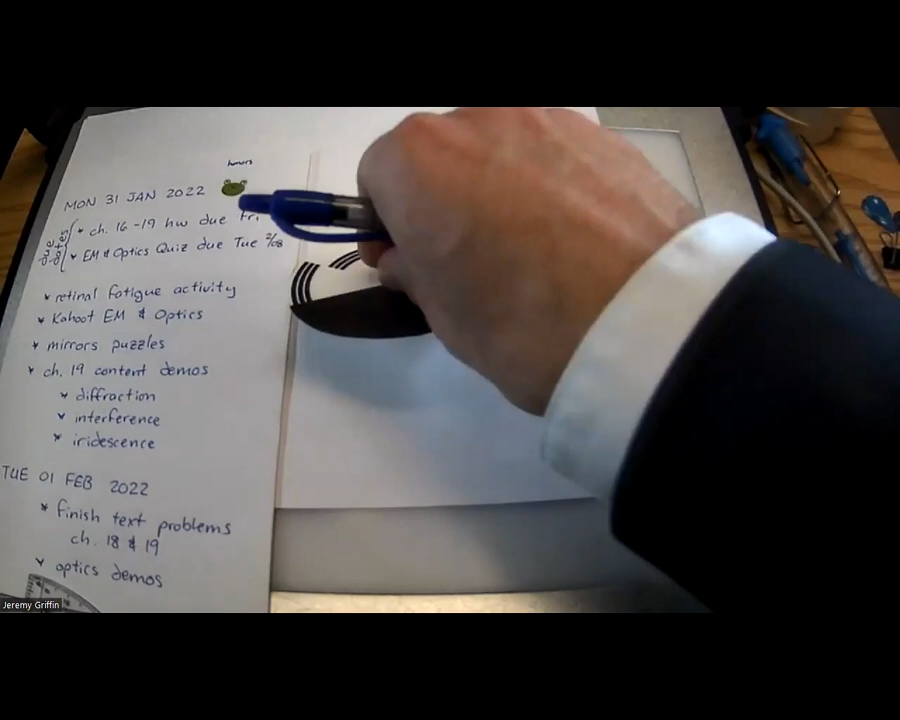 honors
MON 31 JAN 2022
due dates
* ch. 16-19 hw due Fri.
* EM & Optics Quiz due Tue 2/08
* retinal fatigue activity
* Kahoot EM & Optics
* mirrors puzzles
* ch. 19 content demos
* diffraction
* interference
* iridescence
TUE 01 FEB 2022
* finish text problems
ch. 18 & 19
* optics demos
Jeremy Griffin